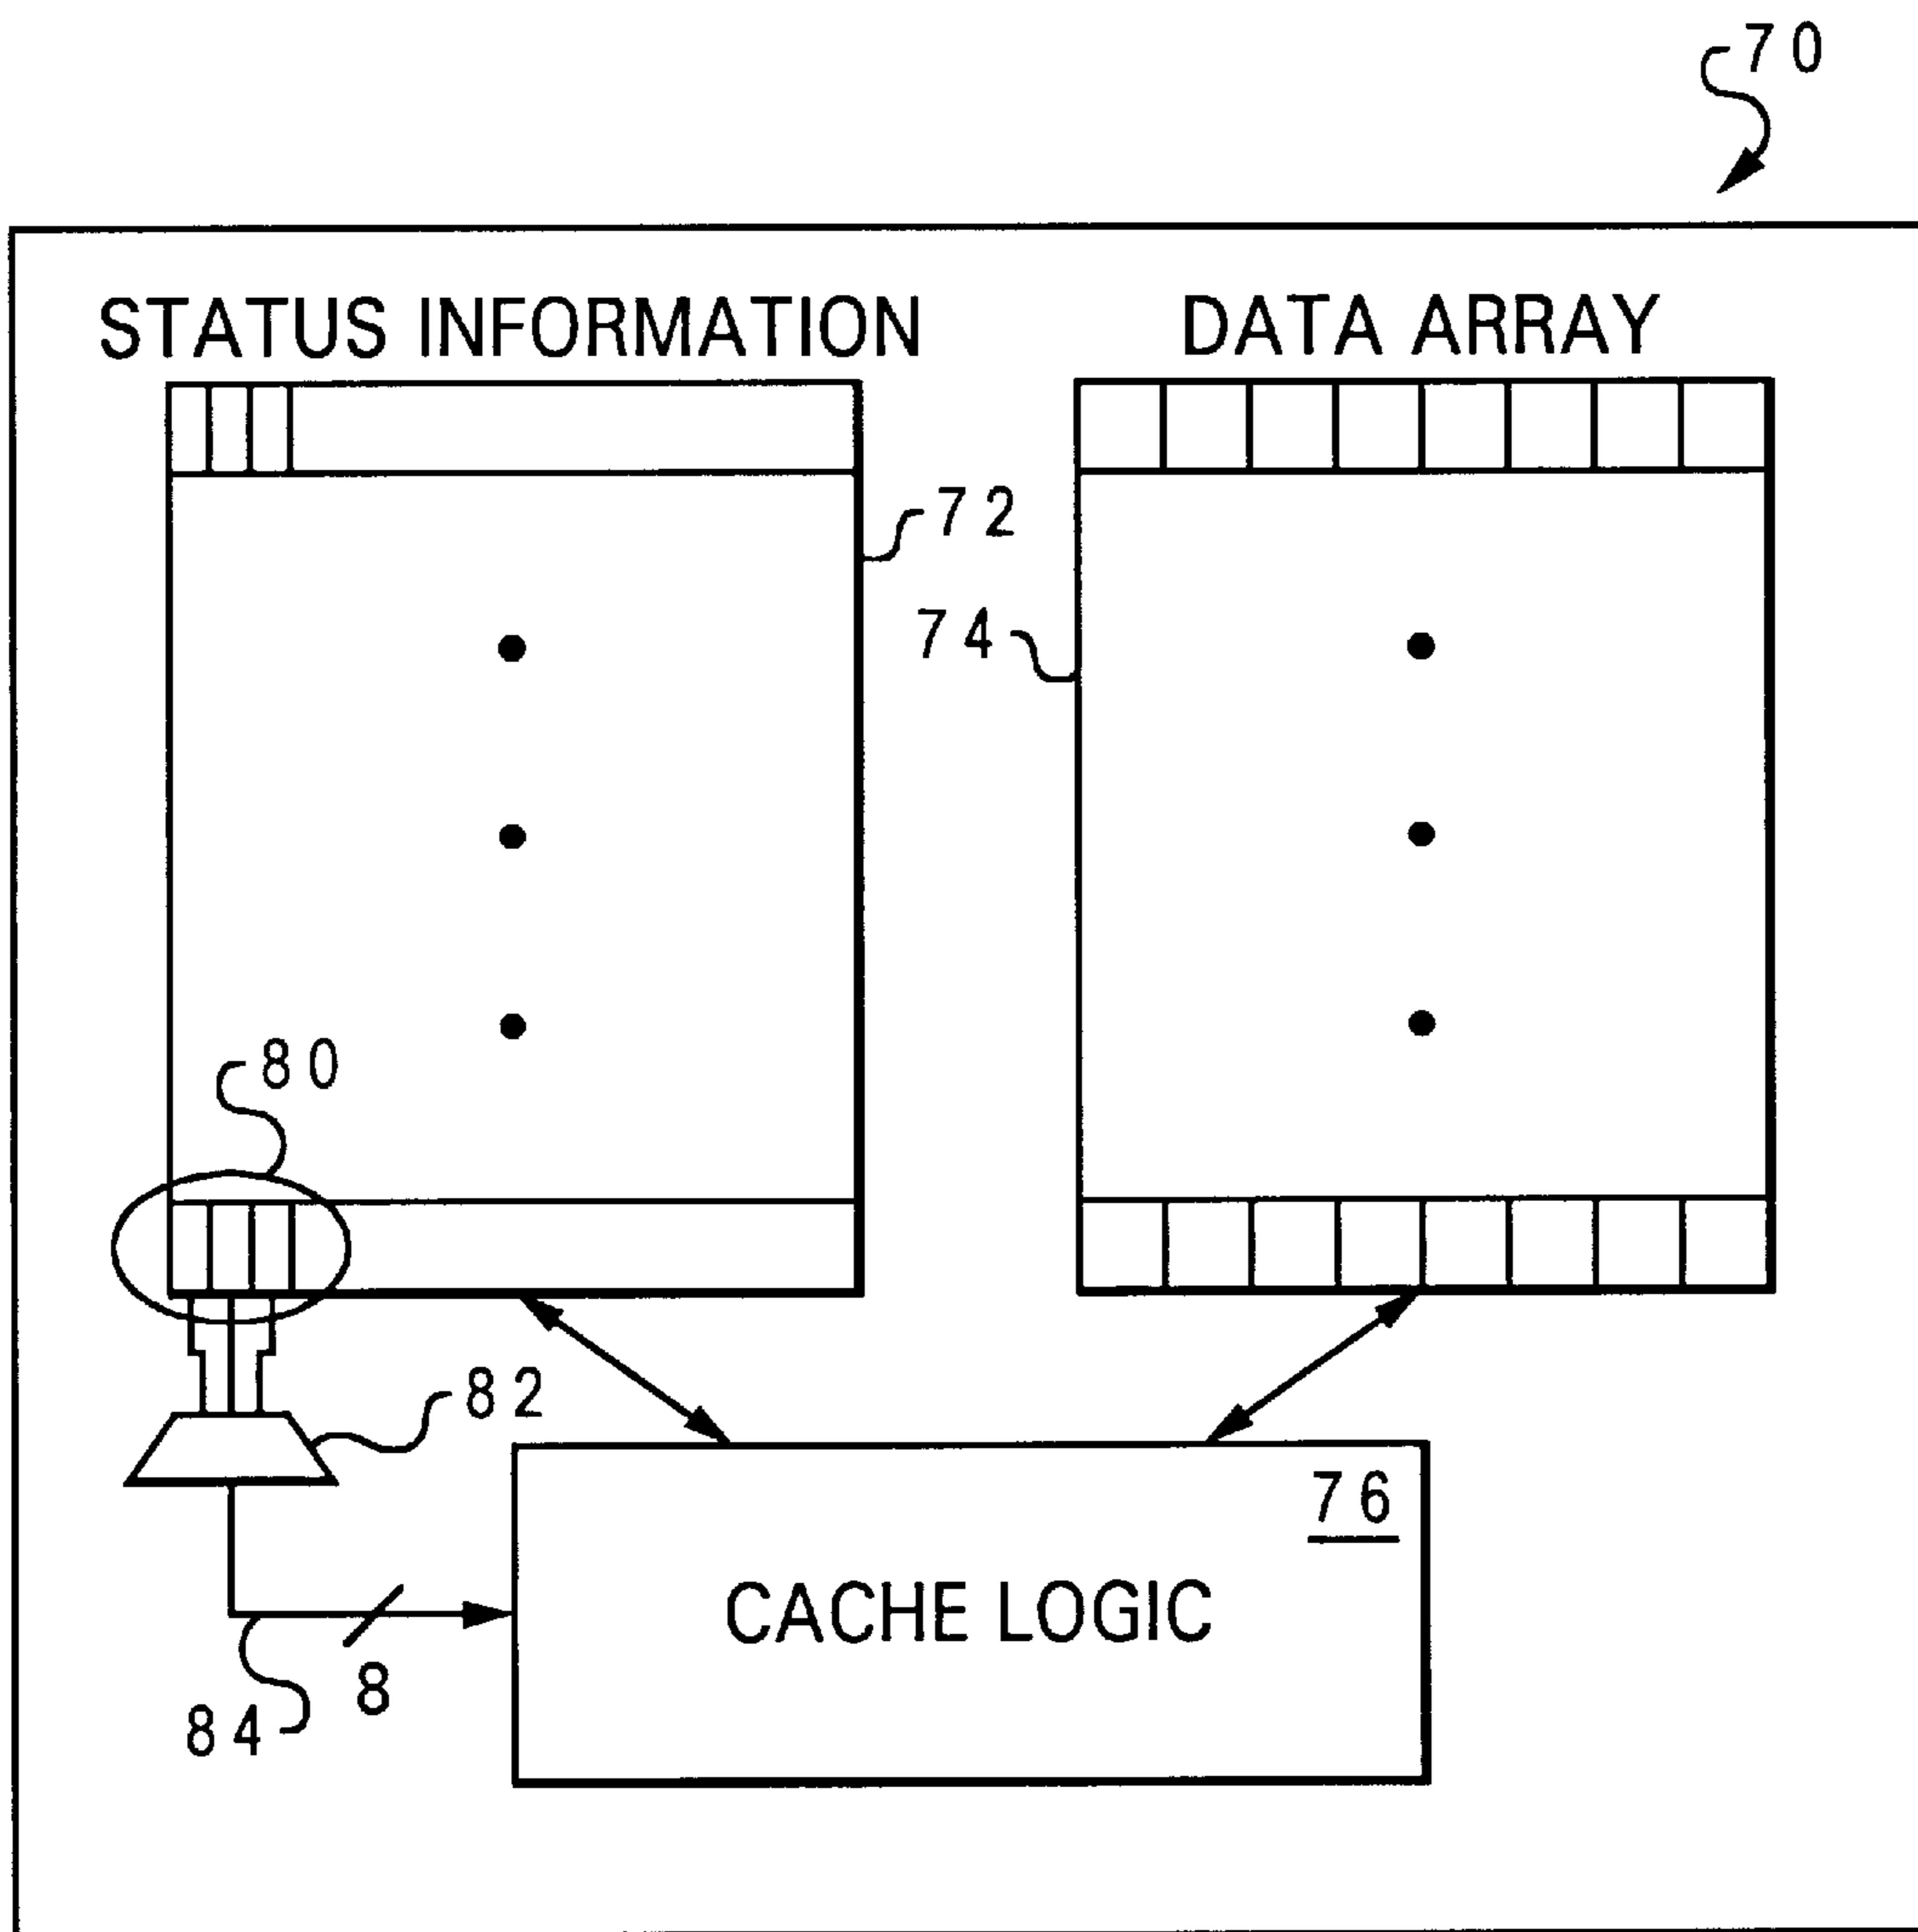 70
STATUS INFORMATION
DATA ARRAY
72
74
80
82
76
CACHE LOGIC
8
84